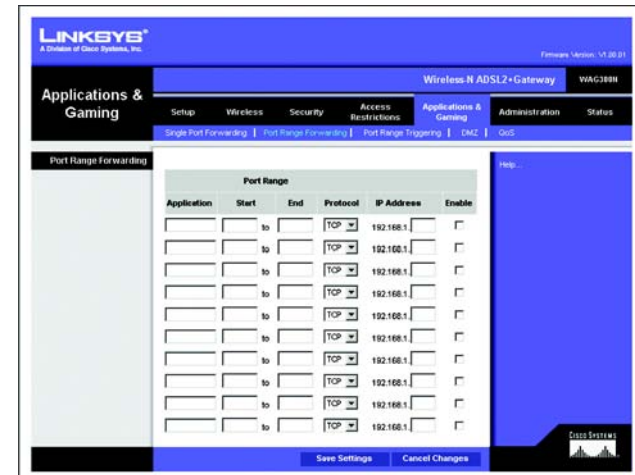 LINKSYS®
A Division of Cisco Systems, Inc.
Firmware Version: V1.00.01
Wireless-N ADSL2+Gateway WAG300N
Applications & Gaming
Setup Wireless Security Access Restrictions Applications & Gaming Administration Status
Single Port Forwarding | Port Range Forwarding | Port Range Triggering | DMZ | QoS
Port Range Forwarding
Help...
Port Range
Application Start End Protocol IP Address Enable
to TCP 192.168.1.
to TCP 192.168.1.
to TCP 192.168.1.
to TCP 192.168.1.
to TCP 192.168.1.
to TCP 192.168.1.
to TCP 192.168.1.
to TCP 192.168.1.
to TCP 192.168.1.
to TCP 192.168.1.
Save Settings Cancel Changes
CISCO SYSTEMS